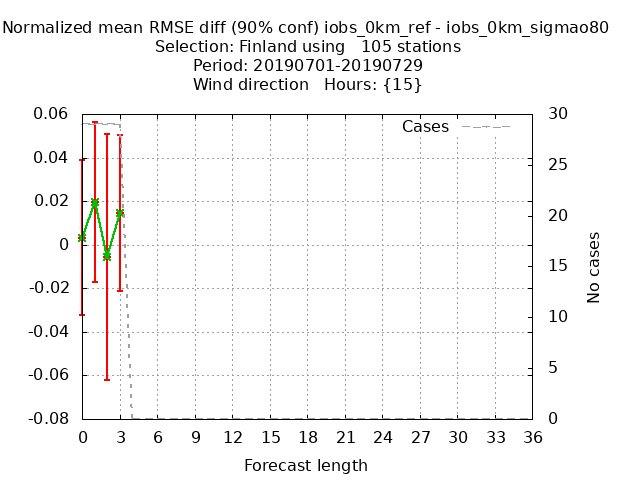 Normalized mean RMSE diff (90% conf) iobs_0km_ref - iobs_0km_sigmao80
Selection: Finland using   105 stations
Period: 20190701-20190729
Wind direction   Hours: {15}
Cases
0.06
0.04
0.02
0
-0.02
-0.04
-0.06
-0.08
30
25
20
15
10
5
0
No cases
0 3 6 9 12 15 18 21 24 27 30 33 36
Forecast length